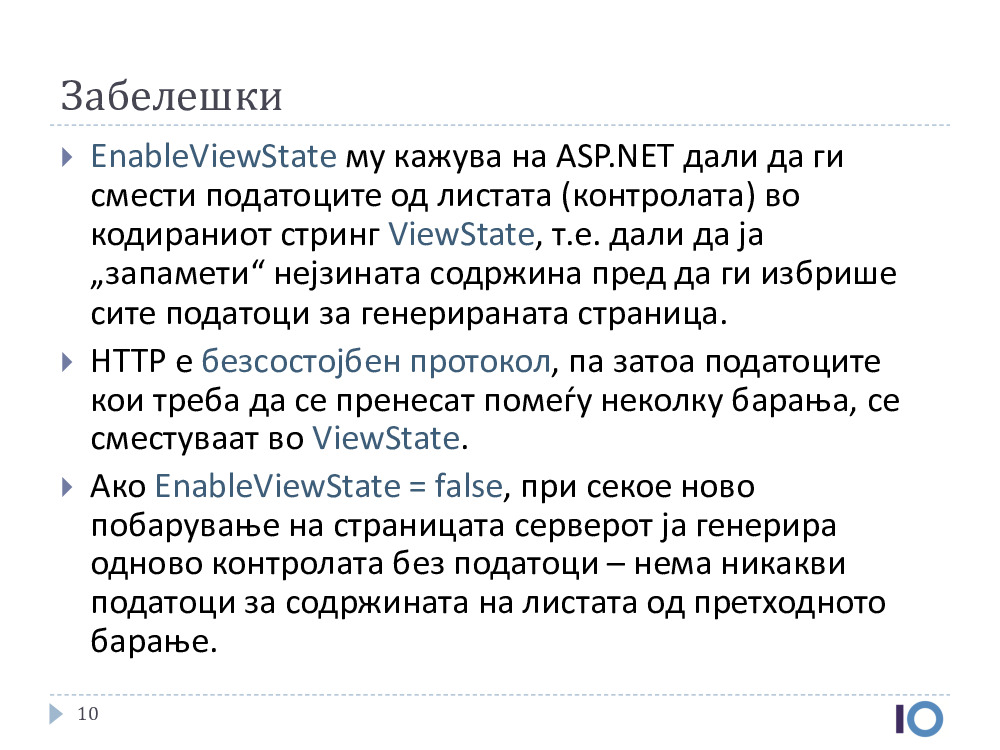 Забелешки
EnableViewState му кажува на ASP.NET дали да ги
смести податоците од листата (контролата) во
кодираниот стринг ViewState, т.е. дали да ја
„запамети“ нејзината содржина пред да ги избрише
сите податоци за генерираната страница.
HTTP е безсостојбен протокол, па затоа податоците
кои треба да се пренесат помеѓу неколку барања, се
сместуваат во ViewState.
Ако EnableViewState = false, при секое ново
побарување на страницата серверот ја генерира
одново контролата без податоци – нема никакви
податоци за содржината на листата од претходното
барање.
10
IO